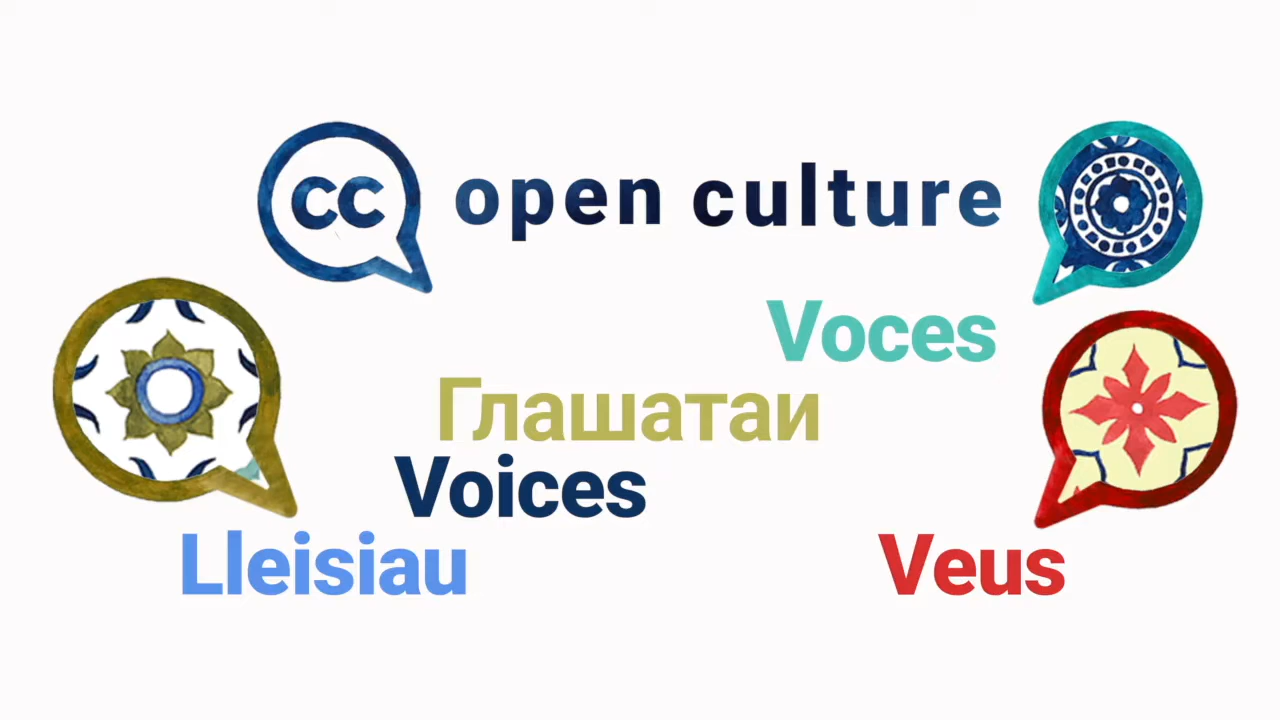 cc open culture
Voces
Глашатаи
Voices
Lleisiau Veus